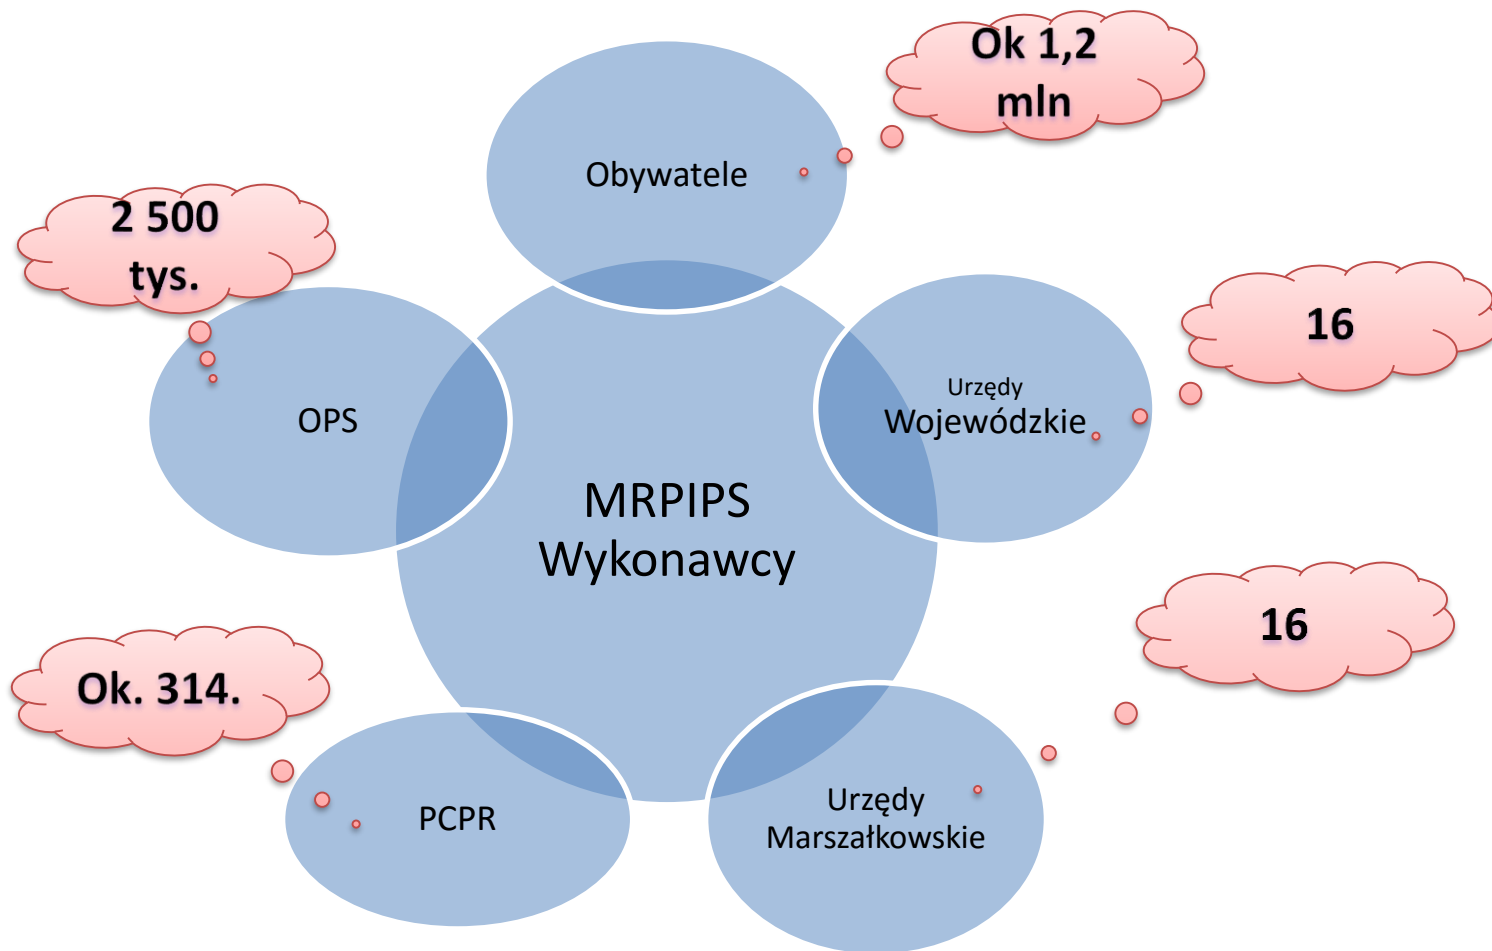 Ok 1,2
mln
Obywatele
2 500
tys.
16
OPS
Urzędy
Wojewódzkie
MRPIPS
Wykonawcy
16
Ok. 314.
PCPR
Urzędy
Marszałkowskie